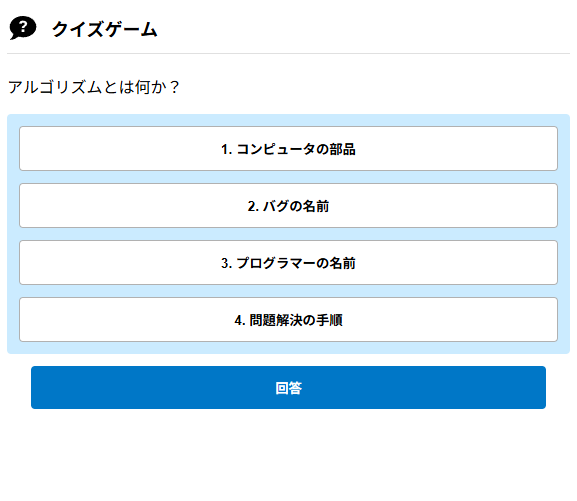 クイズゲーム
アルゴリズムとは何か？
1. コンピュータの部品
2. バグの名前
3. プログラマーの名前
4. 問題解決の手順
回答